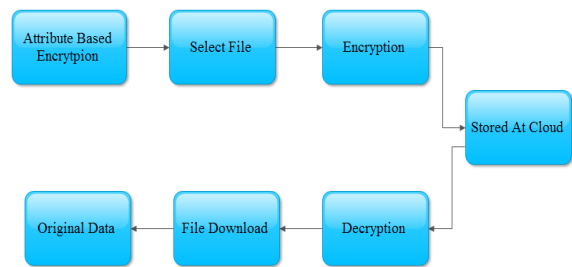 Attribute Based
Encrytpion
Select File
Encryption
Stored At Cloud
Decryption
File Download
Original Data